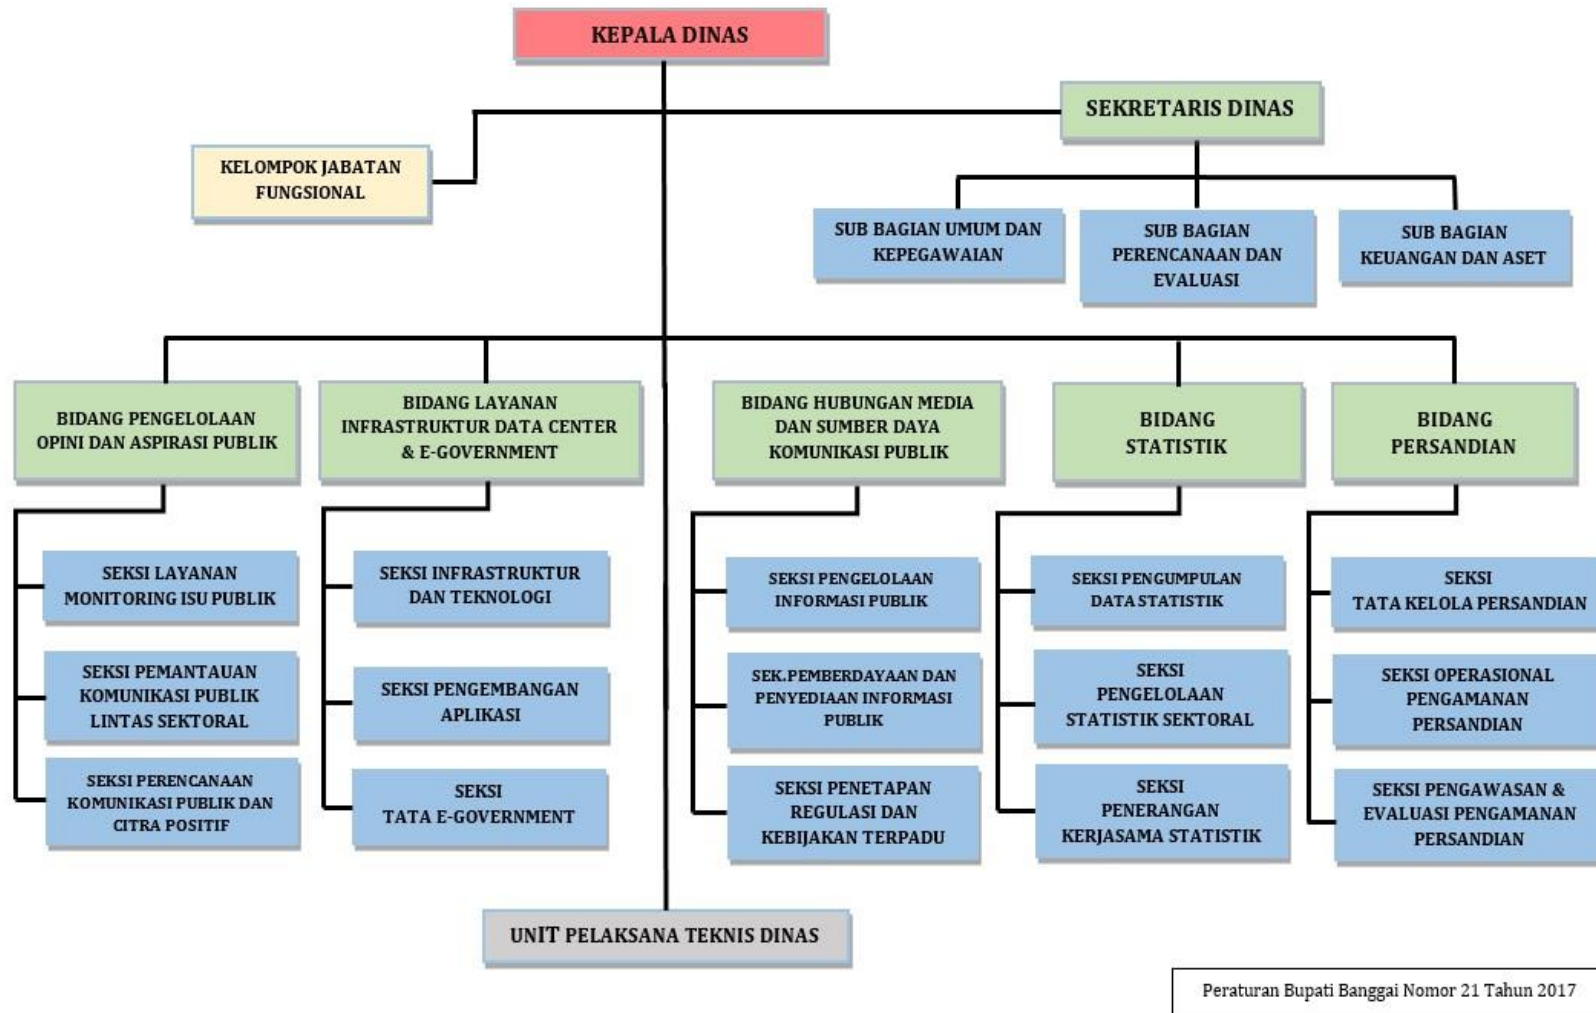 KEPALA DINAS
SEKRETARIS DINAS
KELOMPOK JABATAN
FUNGSIONAL
SUB BAGIAN UMUM DAN
KEPEGAWAIAN
SUB BAGIAN
PERENCANAAN DAN
EVALUASI
SUB BAGIAN
KEUANGAN DAN ASET
BIDANG PENGELOLAAN
OPINI DAN ASPIRASI PUBLIK
BIDANG LAYANAN
INFRASTRUKTUR DATA CENTER
& E-GOVERNMENT
BIDANG HUBUNGAN MEDIA
DAN SUMBER DAYA
KOMUNIKASI PUBLIK
BIDANG
STATISTIK
BIDANG
PERSANDIAN
SEKSI LAYANAN
MONITORING ISU PUBLIK
SEKSI PEMANTAUAN
KOMUNIKASI PUBLIK
LINTAS SEKTORAL
SEKSI PERENCANAAN
KOMUNIKASI PUBLIK DAN
CITRA POSITIF
SEKSI INFRASTRUKTUR
DAN TEKNOLOGI
SEKSI PENGEMBANGAN
APLIKASI
SEKSI
TATA E-GOVERNMENT
SEKSI PENGELOLAAN
INFORMASI PUBLIK
SEK.PEMBERDAYAAN DAN
PENYEDIAAN INFORMASI
PUBLIK
SEKSI PENETAPAN
REGULASI DAN
KEBIJAKAN TERPADU
SEKSI PENGUMPULAN
DATA STATISTIK
SEKSI
PENGELOLAAN
STATISTIK SEKTORAL
SEKSI
PENERANGAN
KERJASAMA STATISTIK
SEKSI
TATA KELOLA PERSANDIAN
SEKSI OPERASIONAL
PENGAMANAN
PERSANDIAN
SEKSI PENGAWASAN &
EVALUASI PENGAMANAN
PERSANDIAN
UNIT PELAKSANA TEKNIS DINAS
Peraturan Bupati Banggai Nomor 21 Tahun 2017